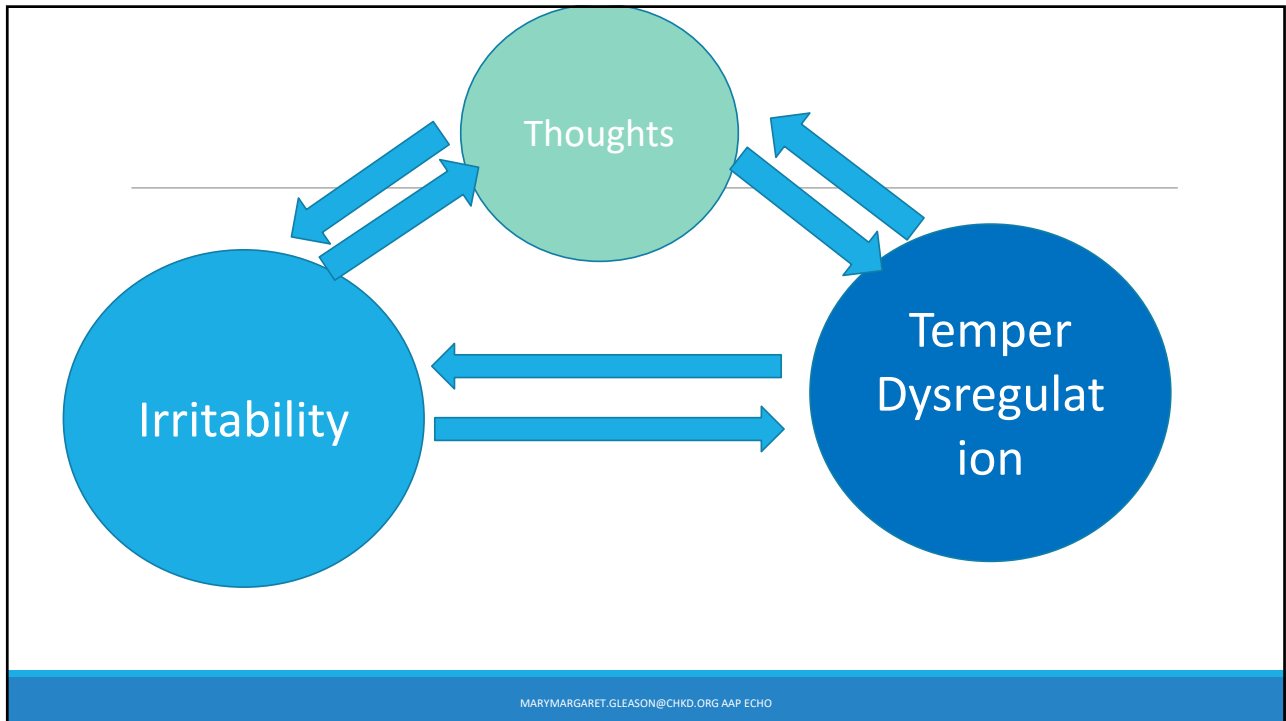 Thoughts
Irritability
Temper
Dysregulat
ion
MARYMARGARET.GLEASON@CHKD.ORG AAP ECHO